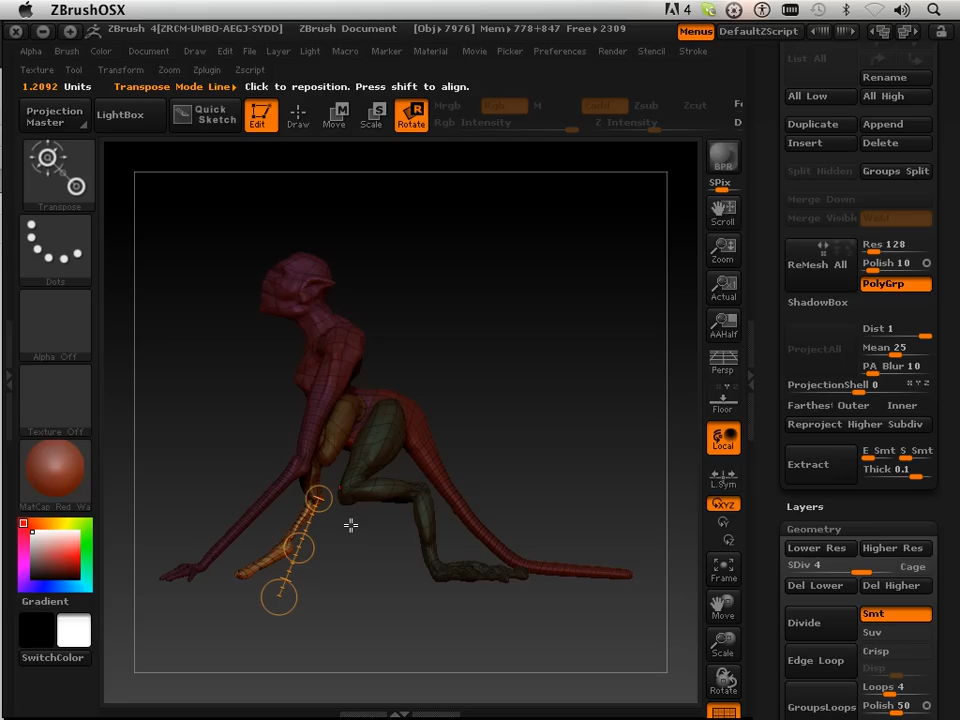 ZBrushOSX
4
ZBrush 4[ZRCM-UMBO-AEGJ-SYDD] ZBrush Document [Obj>7976] Mem>778+847 Free>2309 Menus DefaultZScript
Alpha Brush Color Document Draw Edit File Layer Light Macro Marker Material Movie Picker Preferences Render Stencil Stroke
Texture Tool Transform Zoom Zplugin Zscript
1.2092 Units Transpose Mode Line> Click to reposition. Press shift to align.
Projection Master
LightBox
Quick Sketch
Edit
Draw
Move
Scale
Rotate
Mrgb Rgb M
Rgb Intensity
Zadd Zsub Zcut
Z Intensity
Transpose
Dots
Alpha Off
Texture Off
MatCap Red Wa
Gradient
SwitchColor
BPR
SPix
Scroll
Zoom
Actual
AAHalf
Persp
Floor
Local
L.Sym
XYZ
Frame
Move
Scale
Rotate
List All
Rename
All Low All High
Duplicate Append
Insert Delete
Split Hidden Groups Split
Merge Down
Merge Visible Weld
ReMesh All
Res 128
Polish 10
PolyGrp
ShadowBox
ProjectAll
Dist 1
Mean 25
PA Blur 10
ProjectionShell 0
Farthest Outer Inner
Reproject Higher Subdiv
Extract
E Smt S Smt
Thick 0.1
Layers
Geometry
Lower Res Higher Res
SDiv 4 Cage
Del Lower Del Higher
Divide
Smt
Suv
Edge Loop
Crisp
Disp
GroupsLoops
Loops 4
Polish 50